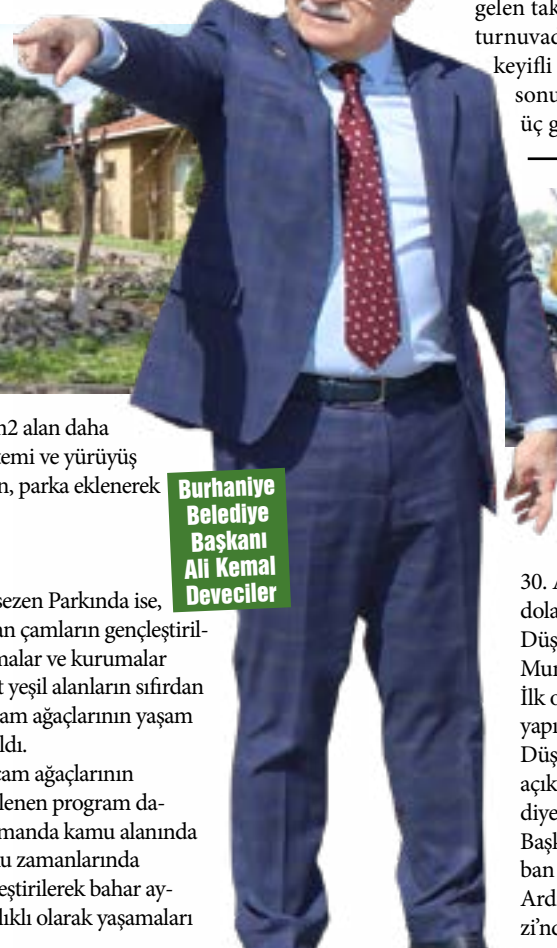 gelen tak
turnuvad
keyifli
sonu
üç g
m2 alan daha
temi ve yürüyüş
n, parka eklenerek
Burhaniye
Belediye
Başkanı
Ali Kemal
Deveciler
sezen Parkında ise,
an çamların gençleştiril-
malar ve kurumalar
t yeşil alanların sıfırdan
am ağaçlarının yaşam
ldı.
çam ağaçlarının
lenen program da-
manda kamu alanında
u zamanlarında
eştirilerek bahar ay-
lıklı olarak yaşamaları
30. A
dola
Düş
Mur
İlk o
yapı
Düş
açık
diye
Başk
ban
Ard
zi'nd